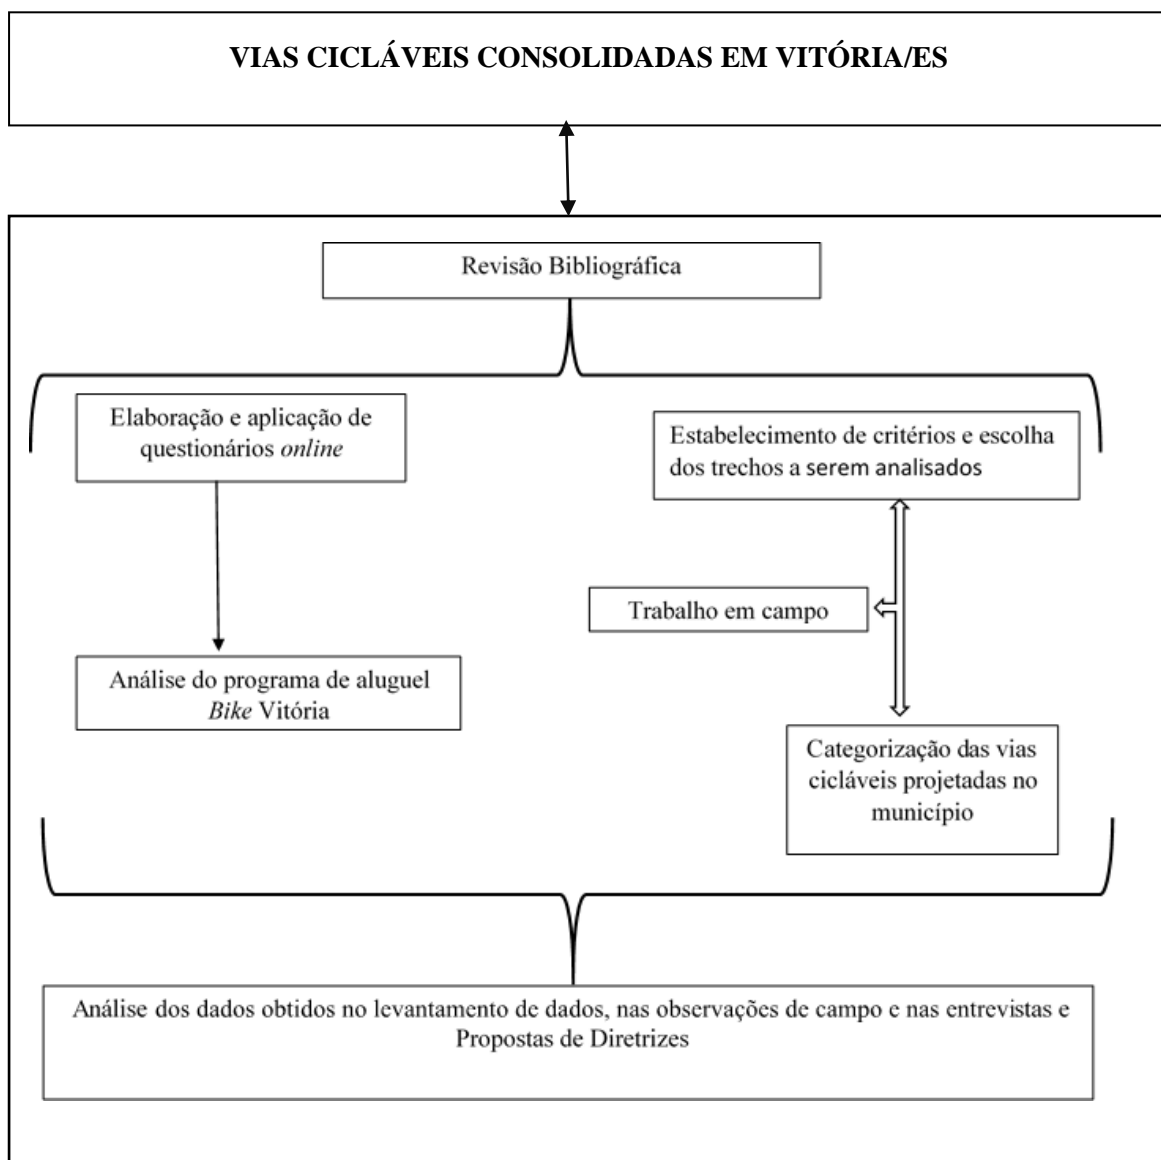 VIAS CICLÁVEIS CONSOLIDADAS EM VITÓRIA/ES
Revisão Bibliográfica
Elaboração e aplicação de
questionários online
Estabelecimento de critérios e escolha
dos trechos a serem analisados
Trabalho em campo
Análise do programa de aluguel
Bike Vitória
Categorização das vias
cicláveis projetadas no
município
Análise dos dados obtidos no levantamento de dados, nas observações de campo e nas entrevistas e
Propostas de Diretrizes